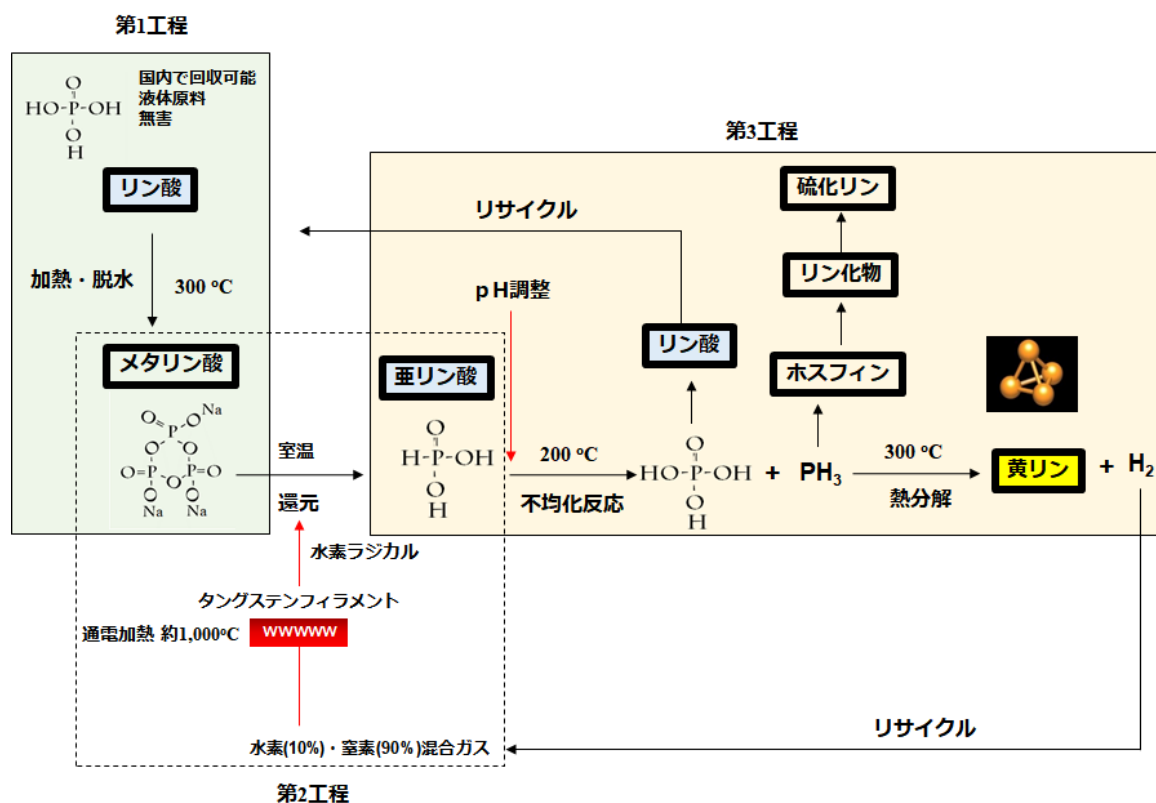 第1工程
国内で回収可能
液体原料
無害
O
HO-P-OH
O
H
リン酸
加熱・脱水
300 ℃
メタリン酸
Na
O
O
P
O
O
O
P
P
O
O
O
O
Na
Na
室温
還元
水素ラジカル
タングステンフィラメント
通電加熱 約1,000℃
wwwww
水素(10%)・窒素(90%)混合ガス
第2工程
第3工程
リサイクル
pH調整
亜リン酸
O
H-P-OH
O
H
200 ℃
不均化反応
リン酸
O
HO-P-OH
O
H
+
PH₃
ホスフィン
リン化物
硫化リン
300 ℃
熱分解
黄リン
+ H₂
リサイクル